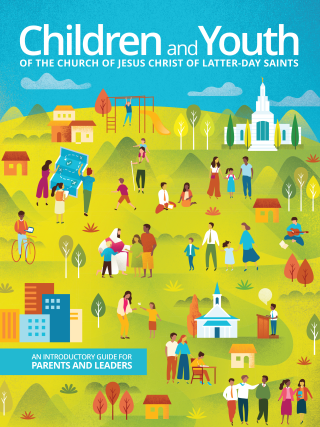 Children and Youth
OF THE CHURCH OF JESUS CHRIST OF LATTER-DAY SAINTS
AN INTRODUCTORY GUIDE FOR
PARENTS AND LEADERS